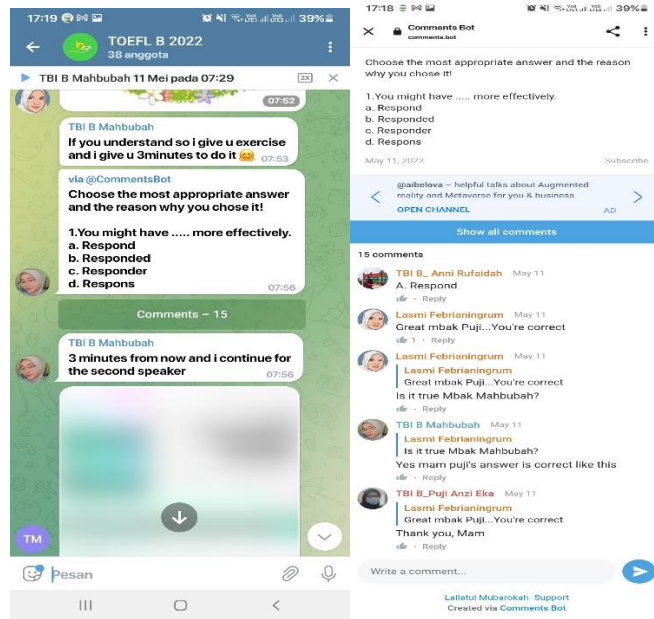 17:19
39%
TOEFL B 2022
38 anggota
TBI B Mahbubah 11 Mei pada 07:29
2X
07:52
TBI B Mahbubah
If you understand so i give u exercise
and i give u 3minutes to do it 🤗 07:53
via @CommentsBot
Choose the most appropriate answer
and the reason why you chose it!
1.You might have ..... more effectively.
a. Respond
b. Responded
c. Responder
d. Respons
07:56
Comments – 15
TBI B Mahbubah
3 minutes from now and i continue for
the second speaker 07:56
TM
Pesan
17:18
39%
Comments Bot
comments.bot
Choose the most appropriate answer and the reason
why you chose it!
1.You might have ..... more effectively.
a. Respond
b. Responded
c. Responder
d. Respons
May 11, 2022 Subscribe
@aibelova – helpful talks about Augmented
reality and Metaverse for you & business
OPEN CHANNEL AD
Show all comments
15 comments
TBI B_ Anni Rufaidah May 11
A. Respond
Reply
Lasmi Febrianingrum May 11
Great mbak Puji...You're correct
1 · Reply
Lasmi Febrianingrum May 11
Lasmi Febrianingrum
Great mbak Puji...You're correct
Is it true Mbak Mahbubah?
Reply
TBI B Mahbubah May 11
Lasmi Febrianingrum
Is it true Mbak Mahbubah?
Yes mam puji's answer is correct like this
Reply
TBI B_Puji Anzi Eka May 11
Lasmi Febrianingrum
Great mbak Puji...You're correct
Thank you, Mam
Reply
Write a comment...
Lailatul Mubarokah · Support
Created via Comments Bot